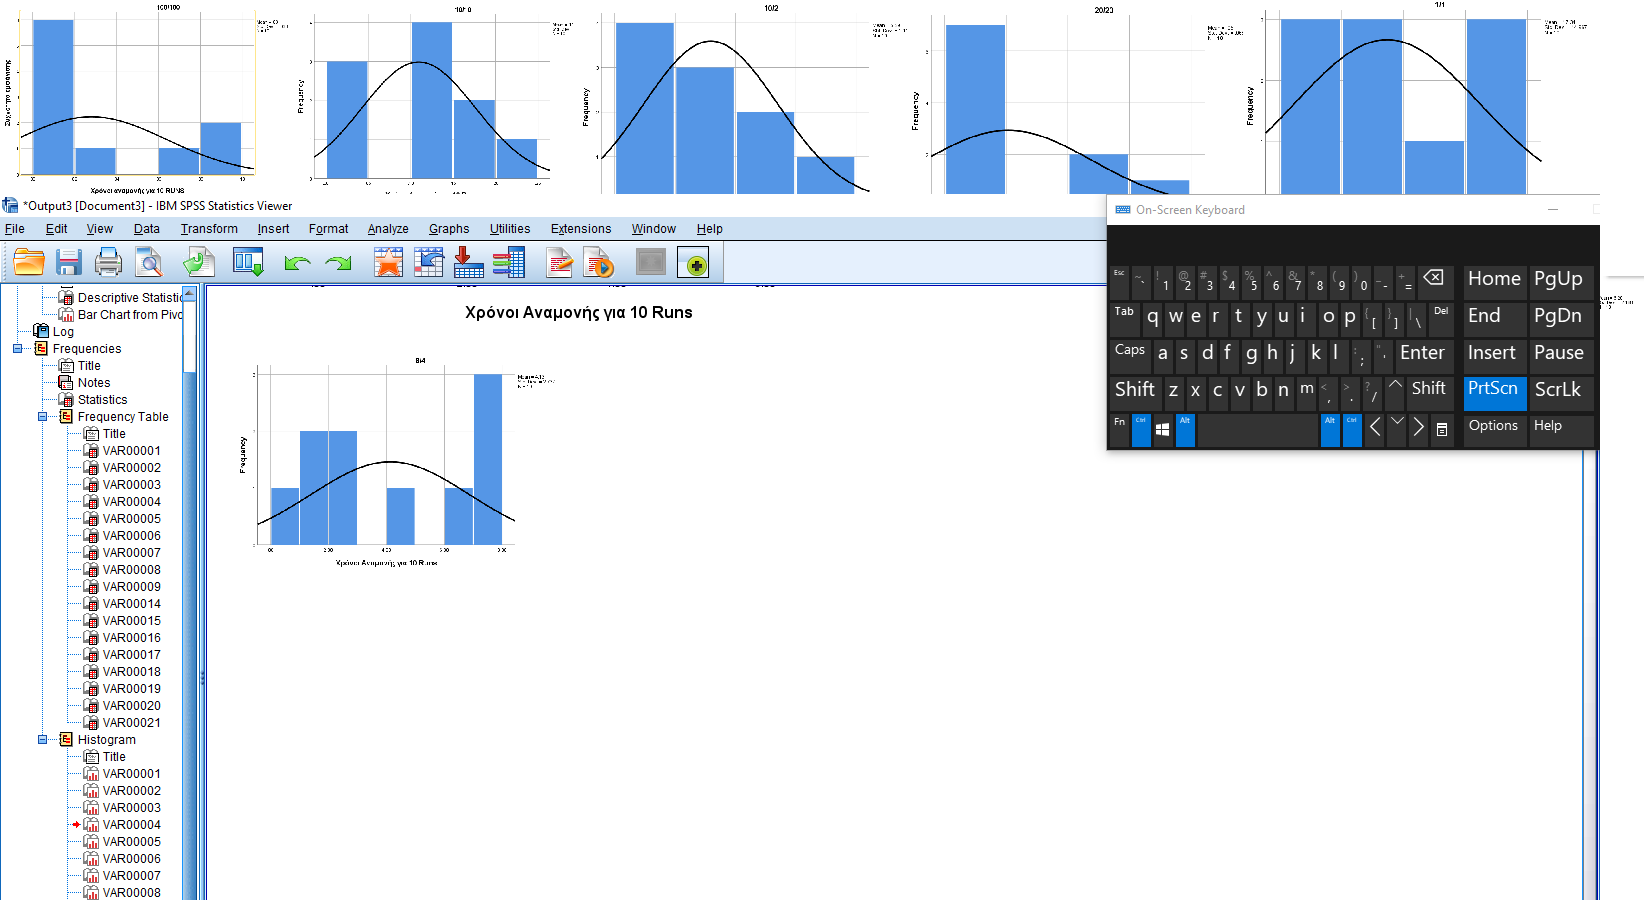 100/100
10/10
10/2
20/20
1/1
Frequency
Frequency
Frequency
Frequency
Χρόνοι αναμονής για 10 RUNS
*Output3 [Document3] - IBM SPSS Statistics Viewer
File Edit View Data Transform Insert Format Analyze Graphs Utilities Extensions Window Help
Descriptive Statistic
Bar Chart from Pivo
Log
Frequencies
Title
Notes
Statistics
Frequency Table
Title
VAR00001
VAR00002
VAR00003
VAR00004
VAR00005
VAR00006
VAR00007
VAR00008
VAR00009
VAR00014
VAR00015
VAR00016
VAR00017
VAR00018
VAR00019
VAR00020
VAR00021
Histogram
Title
VAR00001
VAR00002
VAR00003
VAR00004
VAR00005
VAR00006
VAR00007
VAR00008
Χρόνοι Αναμονής για 10 Runs
8/4
Frequency
Χρόνοι Αναμονής για 10 Runs
On-Screen Keyboard
Esc ~ ` ! 1 @ 2 # 3 $ 4 % 5 ^ 6 & 7 * 8 ( 9 ) 0 _ - + = Home PgUp
Tab q w e r t y u i o p { [ } ] | \ Del End PgDn
Caps a s d f g h j k l : ; " ' Enter Insert Pause
Shift z x c v b n m < , > . ? / Shift PrtScn ScrLk
Fn Ctrl Alt Alt Ctrl Options Help